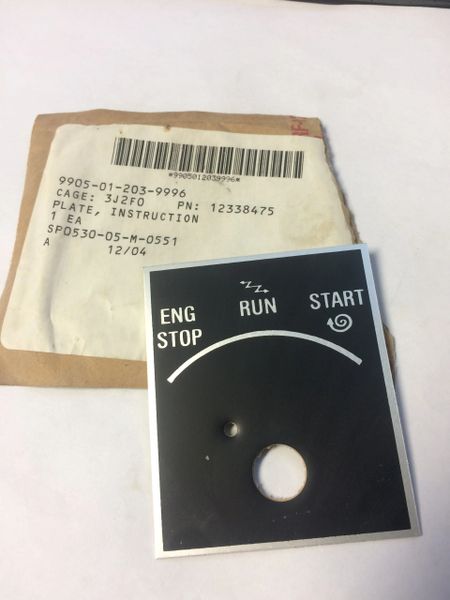 *9905012039996*
9905-01-203-9996
CAGE: 3J2F0 PN: 12338475
PLATE, INSTRUCTION
1 EA
SPO530-05-M-0551
A 12/04
ENG STOP
RUN
START